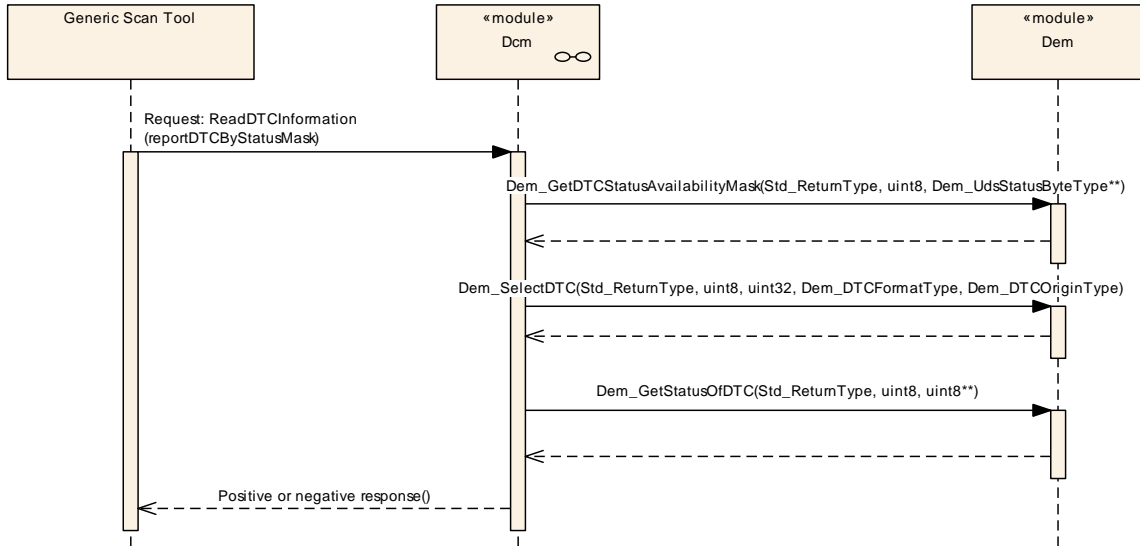 Generic Scan Tool
«module»
Dcm
«module»
Dem
Request: ReadDTCInformation
(reportDTCByStatusMask)
Dem_GetDTCStatusAvailabilityMask(Std_ReturnType, uint8, Dem_UdsStatusByteType**)
Dem_SelectDTC(Std_ReturnType, uint8, uint32, Dem_DTCFormatType, Dem_DTCOriginType)
Dem_GetStatusOfDTC(Std_ReturnType, uint8, uint8**)
Positive or negative response()